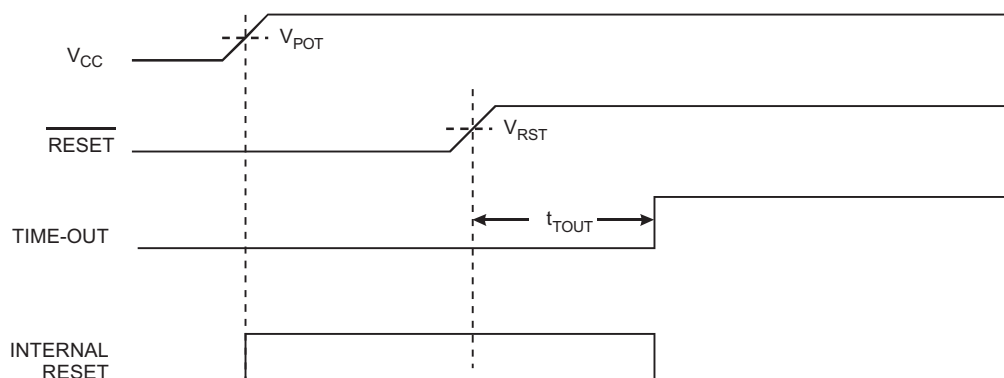 V_CC
V_POT
RESET
V_RST
TIME-OUT
t_TOUT
INTERNAL
RESET